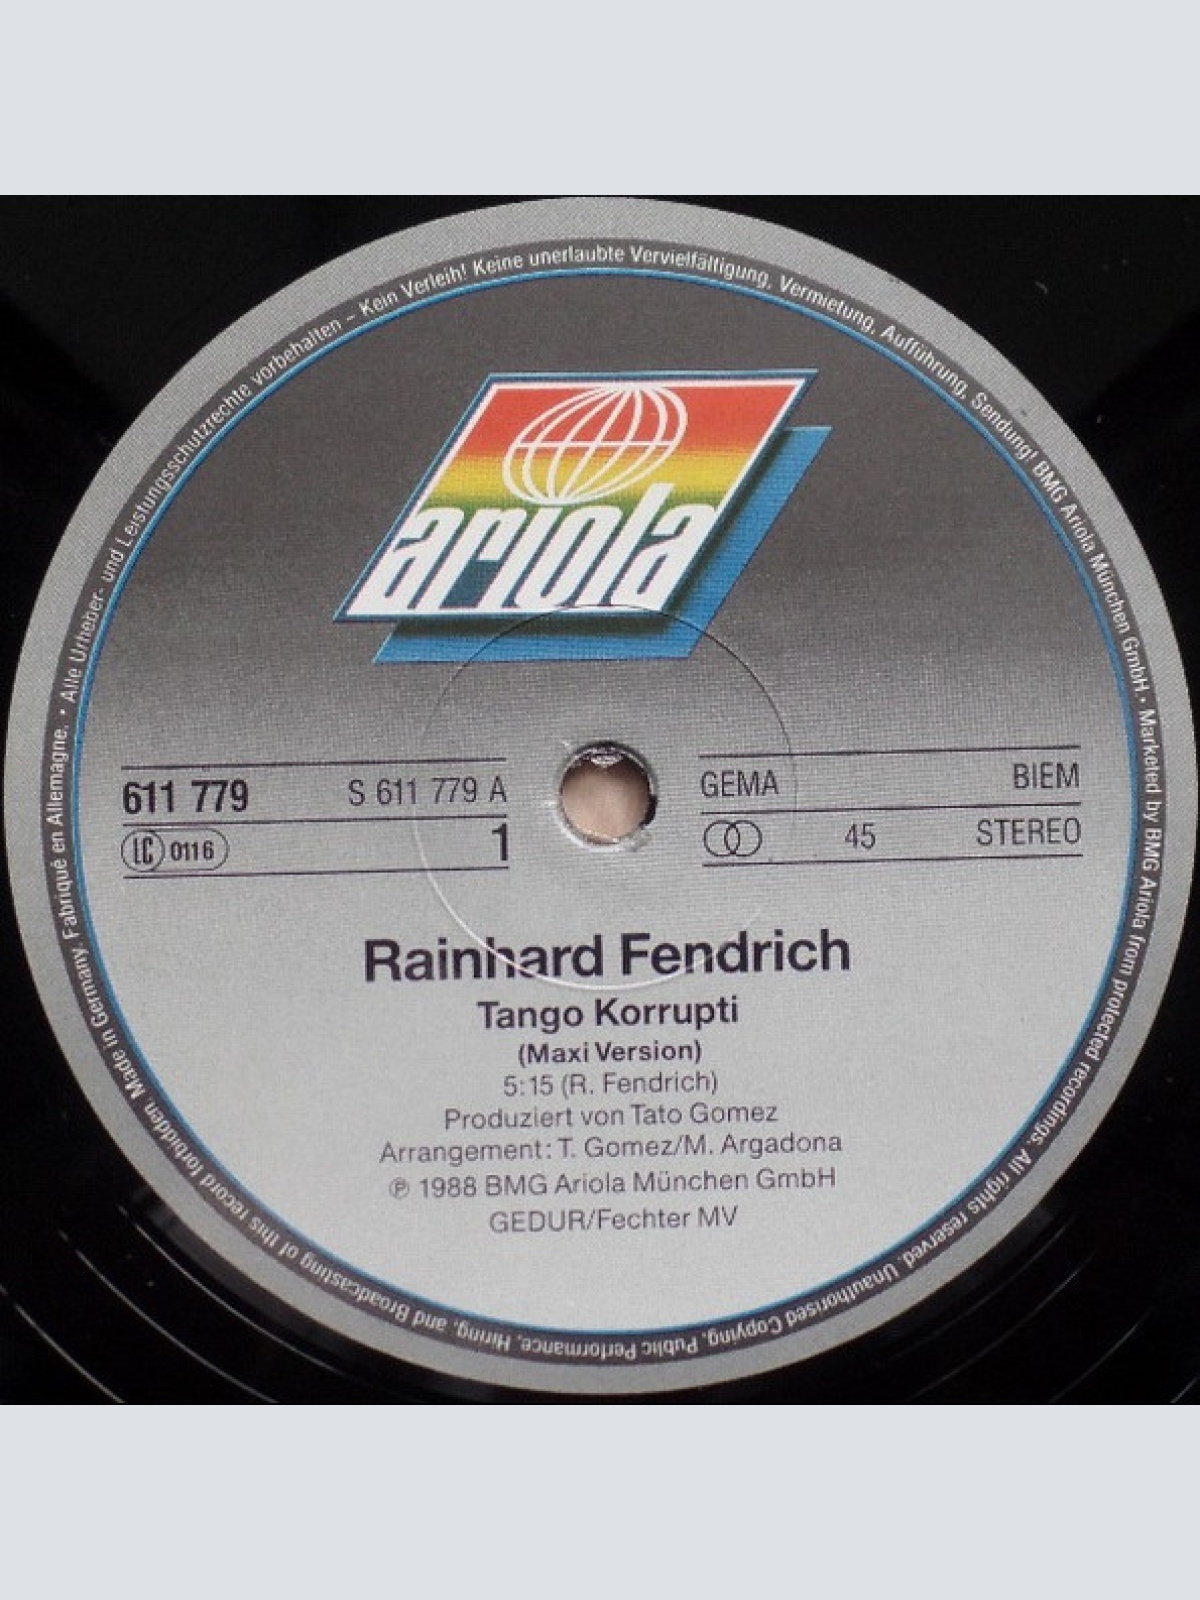 Alle Urheber- und Leistungsschutzrechte vorbehalten – Kein Verleih! Keine unerlaubte Vervielfältigung, Vermietung, Aufführung, Sendung! BMG Ariola München GmbH · Marketed by BMG Ariola from protected recordings. All rights reserved. Unauthorised Copying, Public Performance, Hiring, and Broadcasting of this record forbidden. Made in Germany. Fabriqué en Allemagne. ·
ariola
611 779 S 611 779 A
LC 0116 1
GEMA BIEM
45 STEREO
Rainhard Fendrich
Tango Korrupti
(Maxi Version)
5:15 (R. Fendrich)
Produziert von Tato Gomez
Arrangement: T. Gomez/M. Argadona
℗ 1988 BMG Ariola München GmbH
GEDUR/Fechter MV